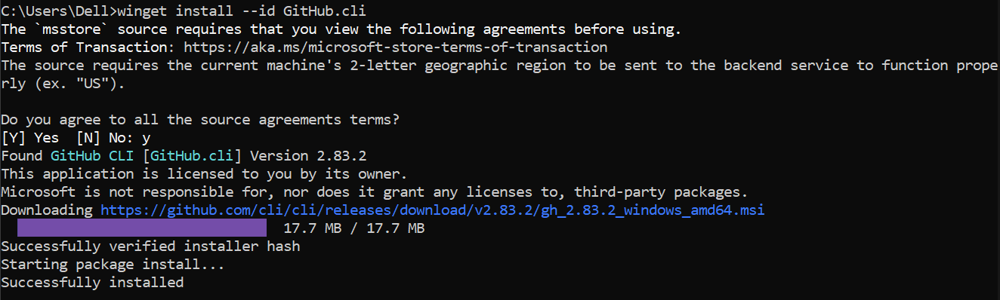 C:\Users\Dell>winget install --id GitHub.cli
The `msstore` source requires that you view the following agreements before using.
Terms of Transaction: https://aka.ms/microsoft-store-terms-of-transaction
The source requires the current machine's 2-letter geographic region to be sent to the backend service to function prope
rly (ex. "US").

Do you agree to all the source agreements terms?
[Y] Yes  [N] No: y
Found GitHub CLI [GitHub.cli] Version 2.83.2
This application is licensed to you by its owner.
Microsoft is not responsible for, nor does it grant any licenses to, third-party packages.
Downloading https://github.com/cli/cli/releases/download/v2.83.2/gh_2.83.2_windows_amd64.msi
17.7 MB / 17.7 MB
Successfully verified installer hash
Starting package install...
Successfully installed